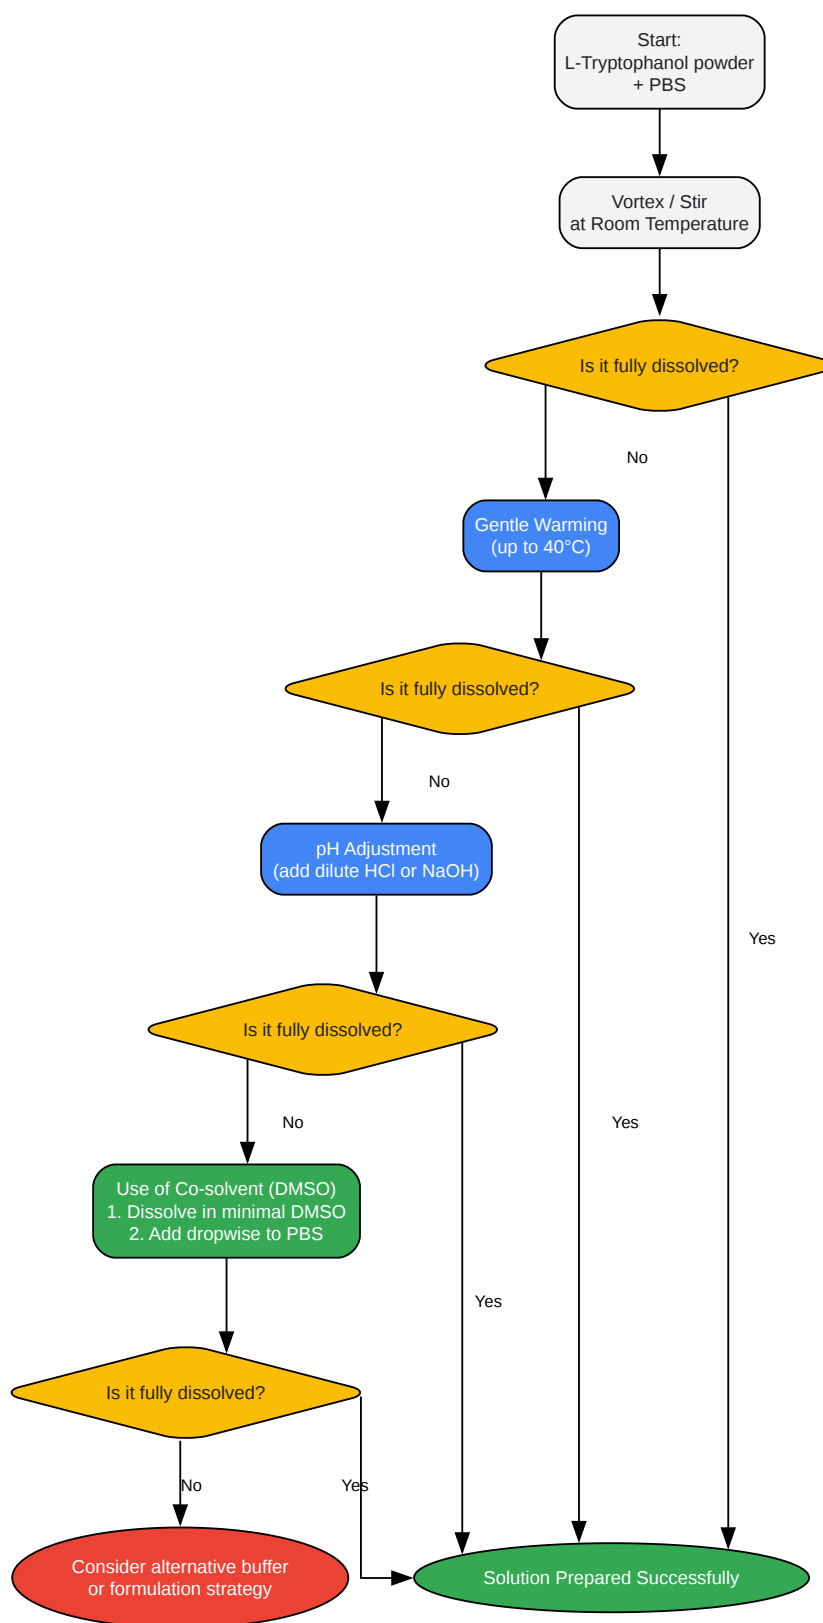 Start:
L-Tryptophanol powder
+ PBS
Vortex / Stir
at Room Temperature
Is it fully dissolved?
No
Gentle Warming
(up to 40°C)
Is it fully dissolved?
No
pH Adjustment
(add dilute HCl or NaOH)
Yes
Is it fully dissolved?
No
Yes
Use of Co-solvent (DMSO)
1. Dissolve in minimal DMSO
2. Add dropwise to PBS
Yes
Is it fully dissolved?
No
Yes
Consider alternative buffer
or formulation strategy
Solution Prepared Successfully